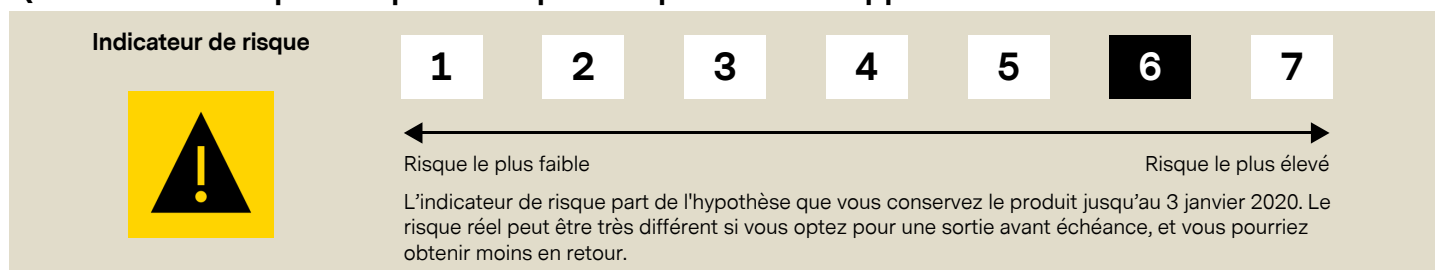 Indicateur de risque
1 2 3 4 5 6 7
Risque le plus faible
Risque le plus élevé
L'indicateur de risque part de l'hypothèse que vous conservez le produit jusqu'au 3 janvier 2020. Le
risque réel peut être très différent si vous optez pour une sortie avant échéance, et vous pourriez
obtenir moins en retour.